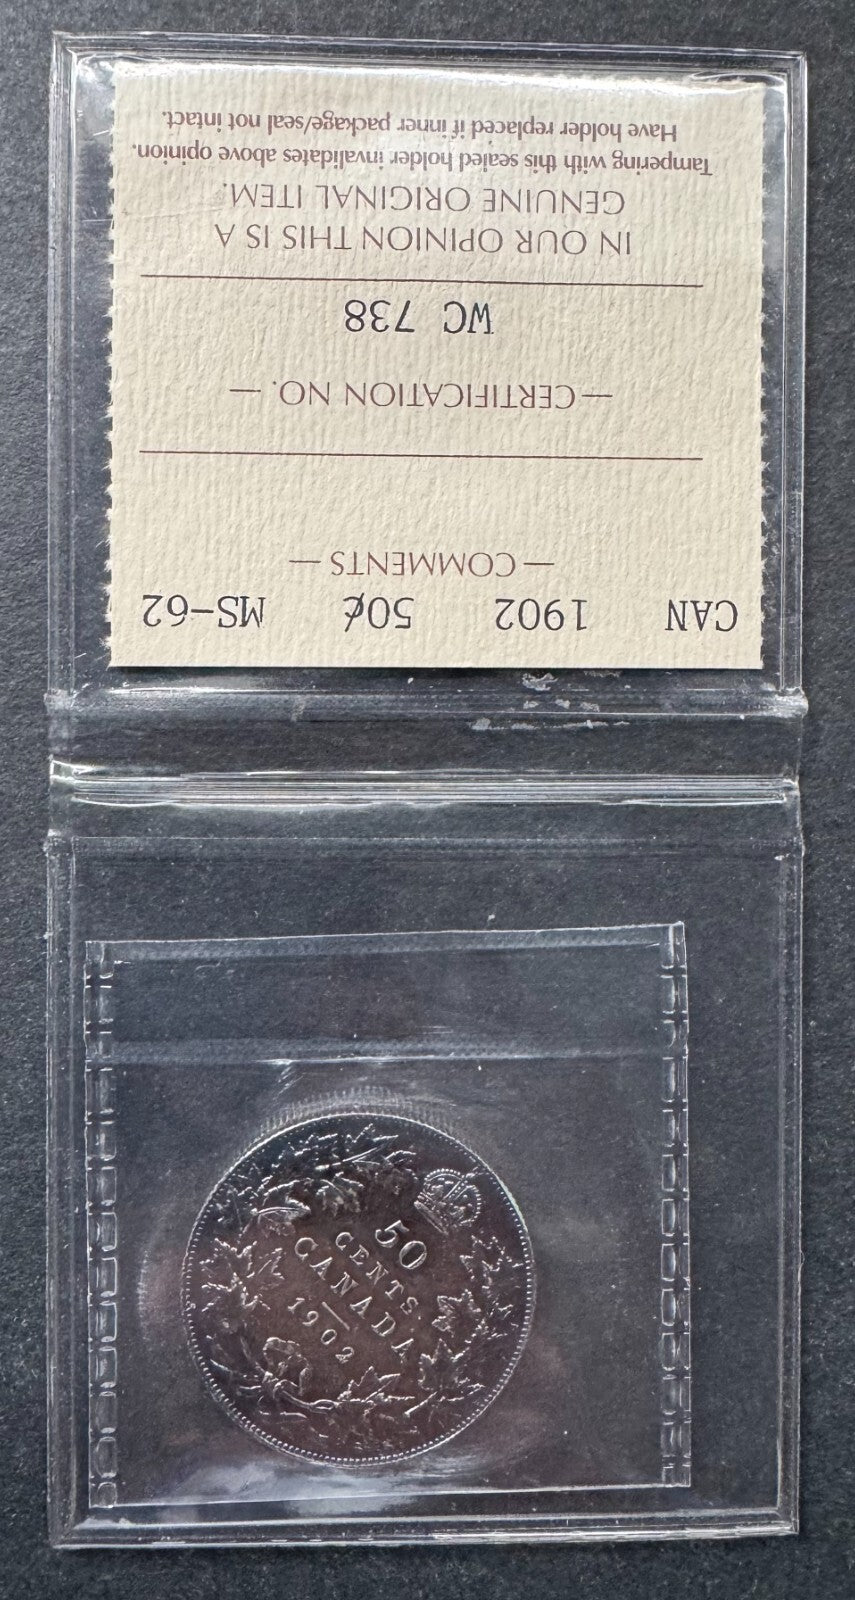 CAN 1902 50¢ MS-62
— COMMENTS —
— CERTIFICATION NO. —
WC 738
IN OUR OPINION THIS IS A
GENUINE ORIGINAL ITEM.
Tampering with this sealed holder invalidates above opinion.
Have holder replaced if inner package/seal not intact.
50
CENTS
CANADA
1902